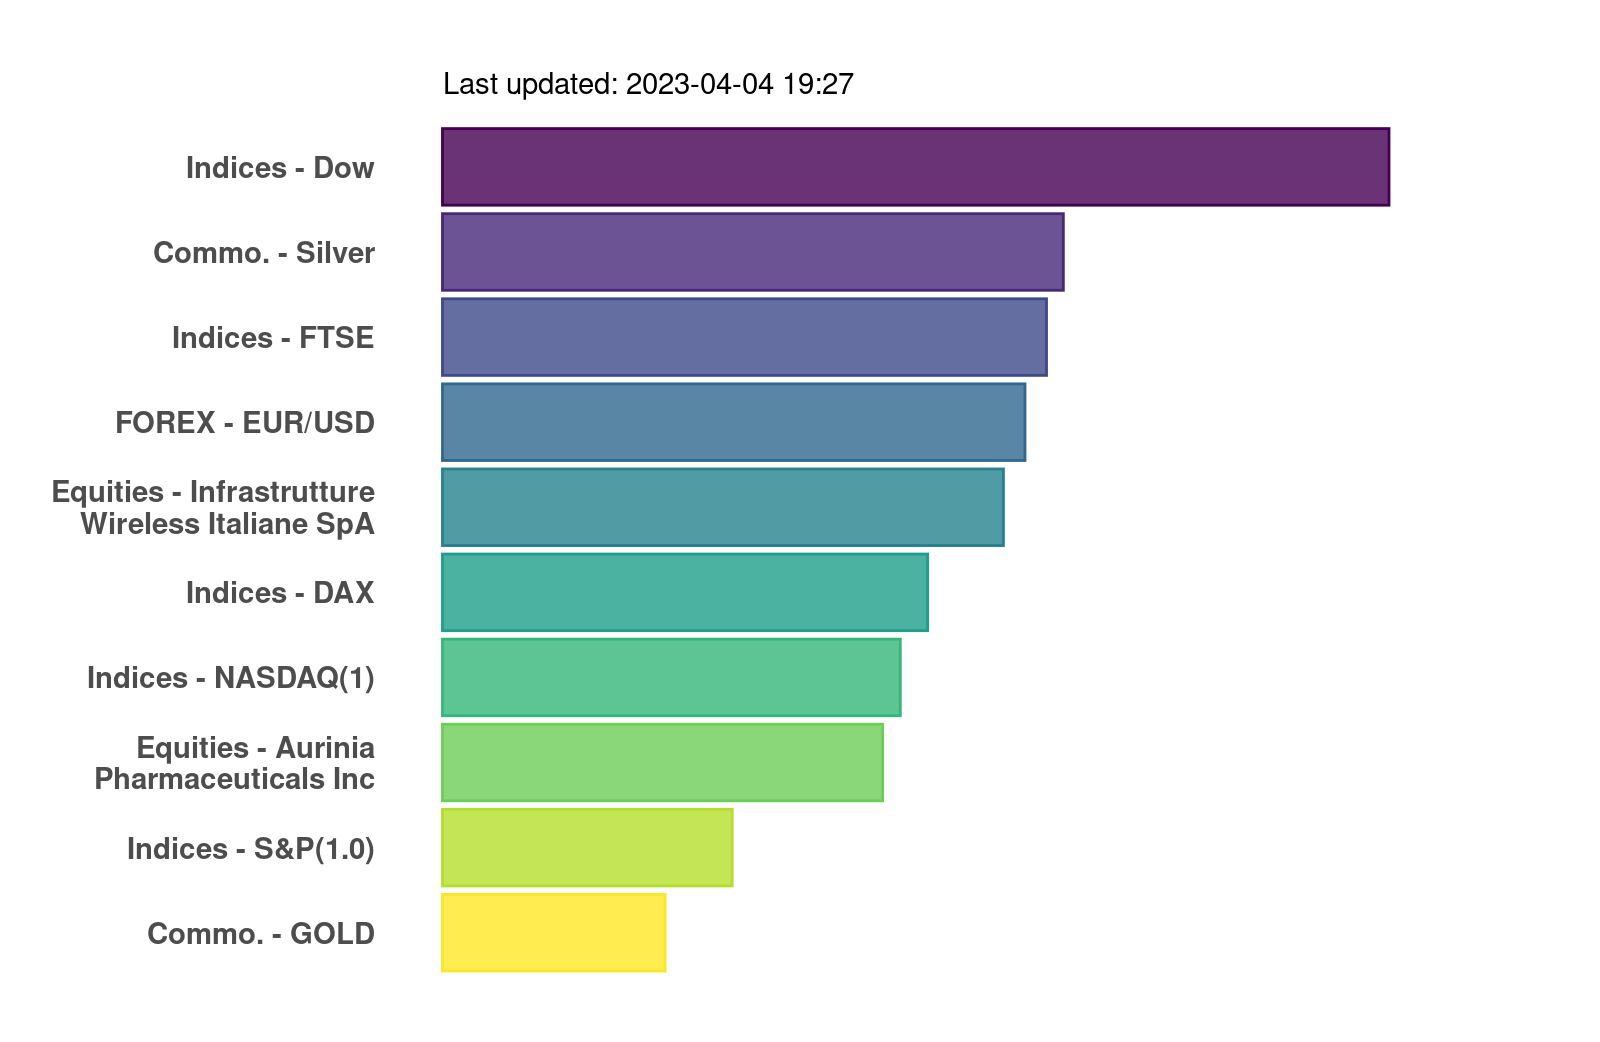 Last updated: 2023-04-04 19:27
Indices - Dow
Commo. - Silver
Indices - FTSE
FOREX - EUR/USD
Equities - Infrastrutture
Wireless Italiane SpA
Indices - DAX
Indices - NASDAQ(1)
Equities - Aurinia
Pharmaceuticals Inc
Indices - S&P(1.0)
Commo. - GOLD